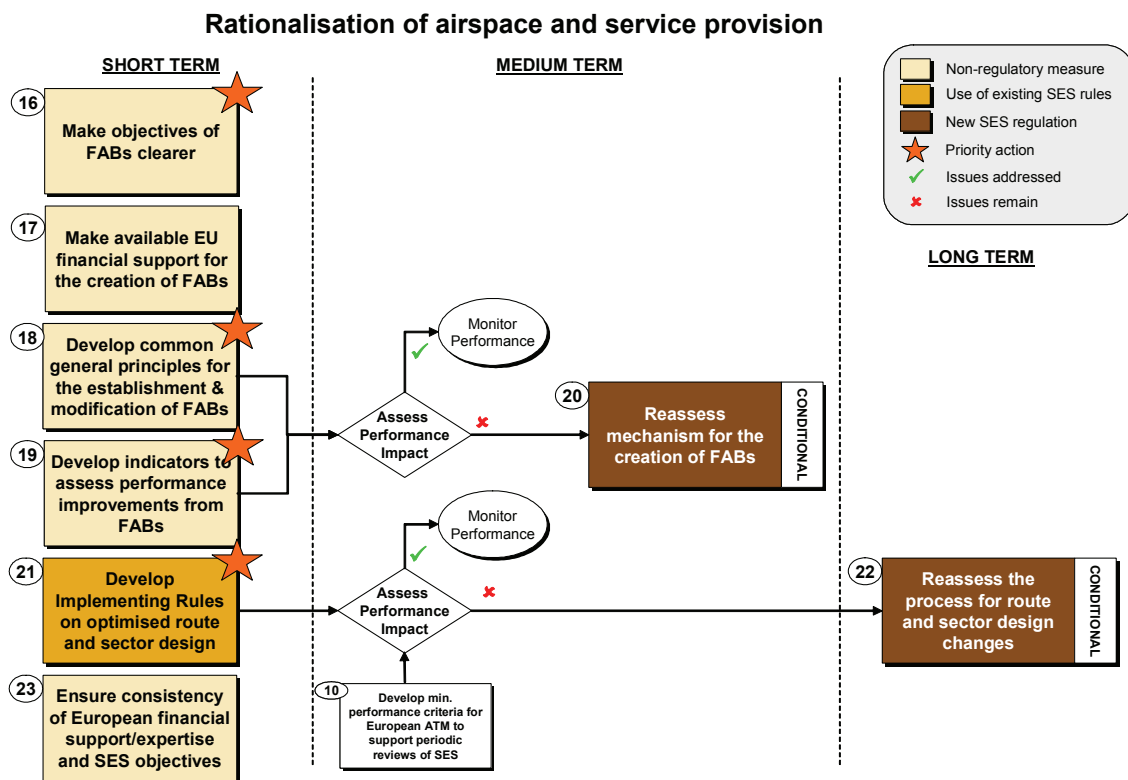 Rationalisation of airspace and service provision
SHORT TERM
MEDIUM TERM
Non-regulatory measure
Use of existing SES rules
New SES regulation
Priority action
Issues addressed
Issues remain
LONG TERM
16
Make objectives of
FABs clearer
17
Make available EU
financial support for
the creation of FABs
18
Develop common
general principles for
the establishment &
modification of FABs
19
Develop indicators to
assess performance
improvements from
FABs
Monitor
Performance
Assess
Performance
Impact
20
Reassess
mechanism for the
creation of FABs
CONDITIONAL
21
Develop
Implementing Rules
on optimised route
and sector design
Monitor
Performance
Assess
Performance
Impact
22
Reassess the
process for route
and sector design
changes
CONDITIONAL
23
Ensure consistency
of European financial
support/expertise
and SES objectives
10
Develop min.
performance criteria for
European ATM to
support periodic
reviews of SES